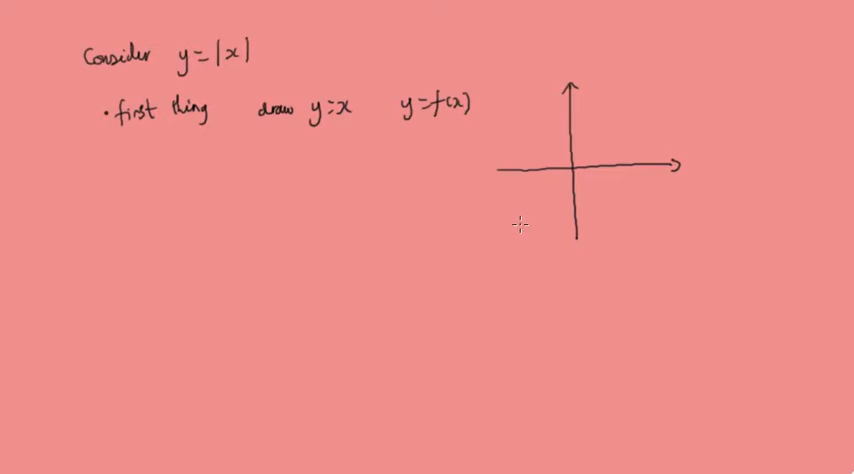 Consider y=|x|
• first thing draw y=x y=f(x)